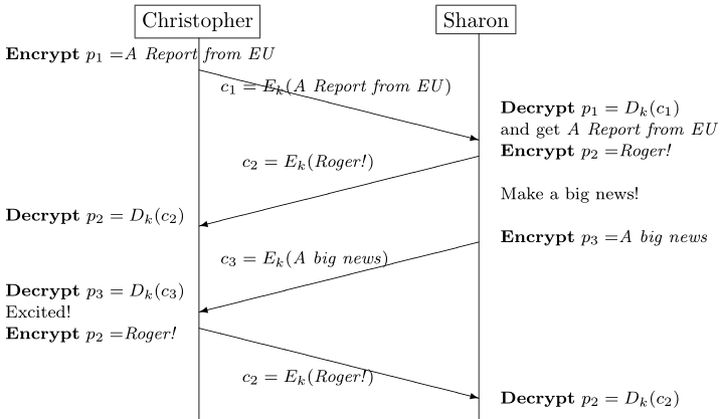 Christopher Sharon
Encrypt p₁ =A Report from EU
c₁ = Eₖ(A Report from EU)
Decrypt p₁ = Dₖ(c₁)
and get A Report from EU
Encrypt p₂ =Roger!
c₂ = Eₖ(Roger!)
Make a big news!
Decrypt p₂ = Dₖ(c₂)
Encrypt p₃ =A big news
c₃ = Eₖ(A big news)
Decrypt p₃ = Dₖ(c₃)
Excited!
Encrypt p₂ =Roger!
c₂ = Eₖ(Roger!)
Decrypt p₂ = Dₖ(c₂)